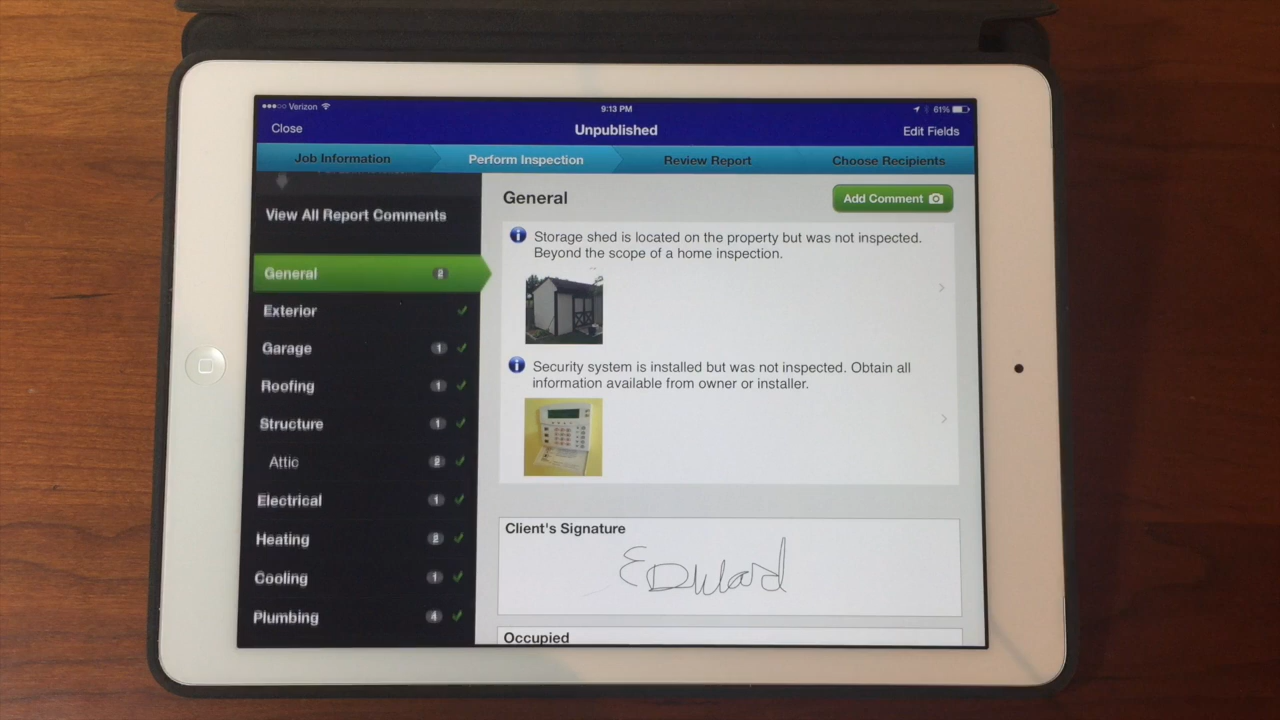 Verizon 9:13 PM 61%
Close Unpublished Edit Fields
Job Information Perform Inspection Review Report Choose Recipients
View All Report Comments
General 2
Exterior
Garage 1
Roofing 1
Structure 1
Attic 2
Electrical 1
Heating 2
Cooling 1
Plumbing 4
General Add Comment
Storage shed is located on the property but was not inspected.
Beyond the scope of a home inspection.
Security system is installed but was not inspected. Obtain all
information available from owner or installer.
Client's Signature
Edward
Occupied